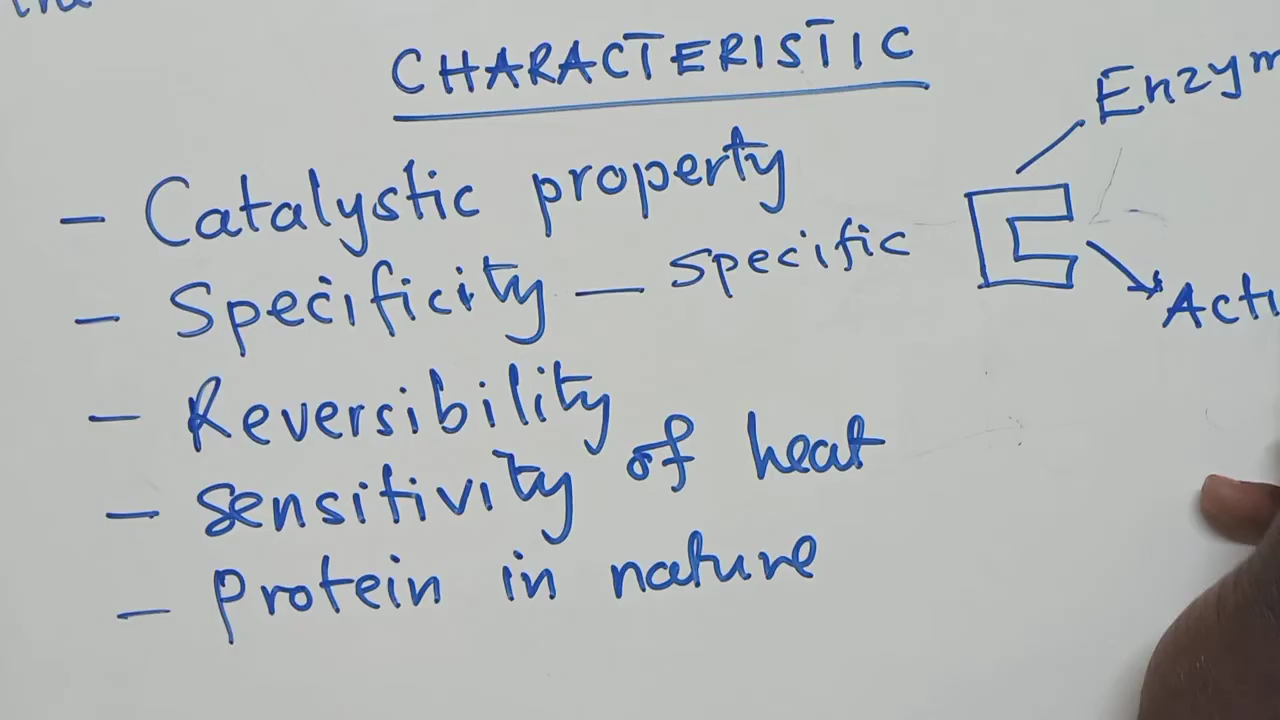 CHARACTERISTIC
Enzym
- Catalystic property
- Specificity - specific
Acti
- Reversibility
- Sensitivity of heat
- Protein in nature